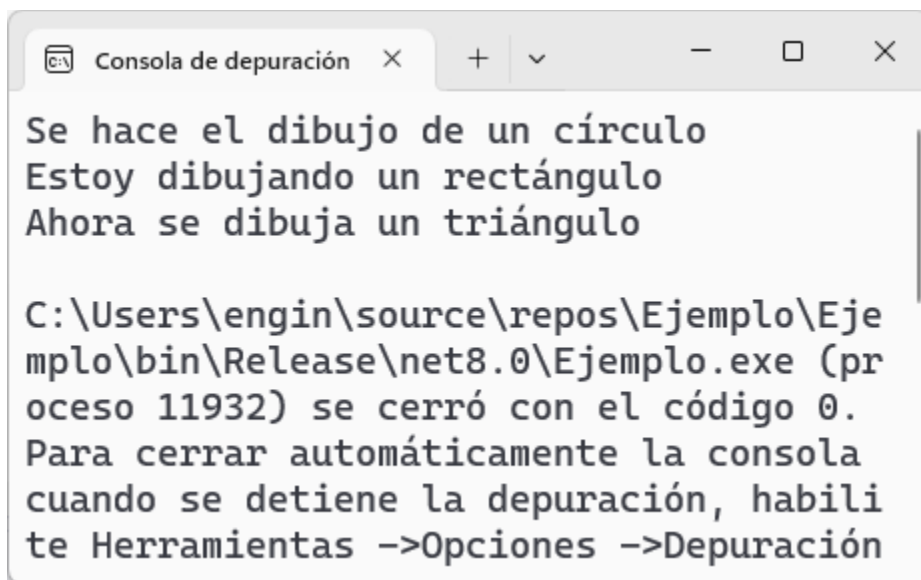 Consola de depuración
Se hace el dibujo de un círculo
Estoy dibujando un rectángulo
Ahora se dibuja un triángulo
C:\Users\engin\source\repos\Ejemplo\Eje
mplo\bin\Release\net8.0\Ejemplo.exe (pr
oceso 11932) se cerró con el código 0.
Para cerrar automáticamente la consola
cuando se detiene la depuración, habili
te Herramientas ->Opciones ->Depuración